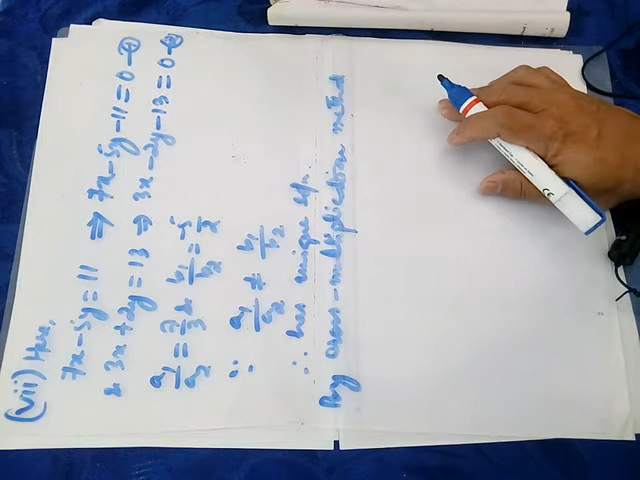 (vii) Here,
7x-5y=11 ⇒ 7x-5y-11=0-①
& 3x+2y=13 ⇒ 3x-2y-13=0-②
a₁/a₂ = 7/3 & b₁/b₂ = -5/2
∴ a₁/a₂ ≠ b₁/b₂
∴ has unique sol.
By cross-multiplication method